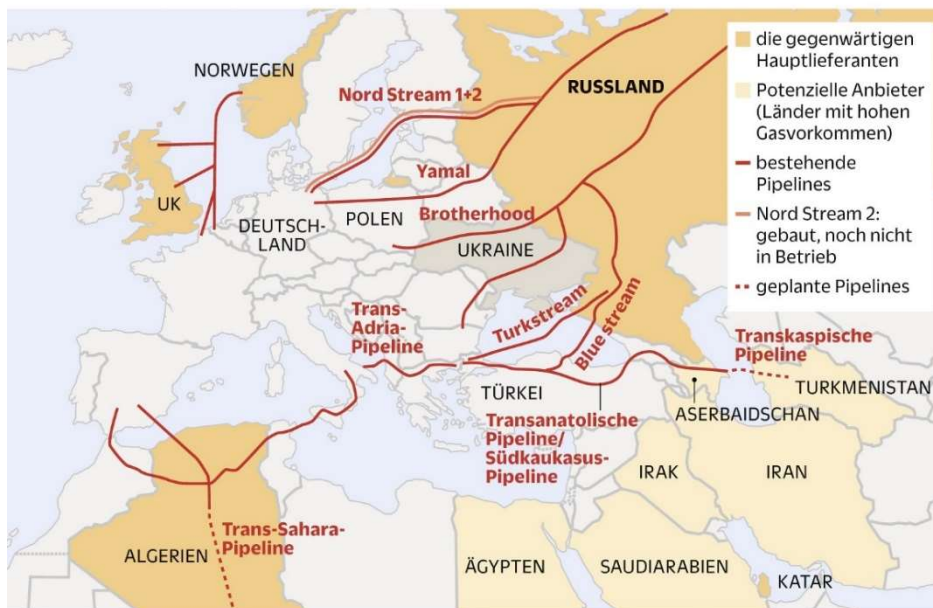 NORWEGEN
Nord Stream 1+2
RUSSLAND
Yamal
UK
DEUTSCH-
LAND
POLEN
Brotherhood
UKRAINE
Trans-
Adria-
Pipeline
Turkstream
Blue stream
Transkaspische
Pipeline
TÜRKEI
TURKMENISTAN
ASERBAIDSCHAN
Transanatolische
Pipeline/
Südkaukasus-
Pipeline
IRAK
IRAN
Trans-Sahara-
Pipeline
ALGERIEN
ÄGYPTEN
SAUDIARABIEN
KATAR
die gegenwärtigen
Hauptlieferanten
Potenzielle Anbieter
(Länder mit hohen
Gasvorkommen)
bestehende
Pipelines
Nord Stream 2:
gebaut, noch nicht
in Betrieb
geplante Pipelines